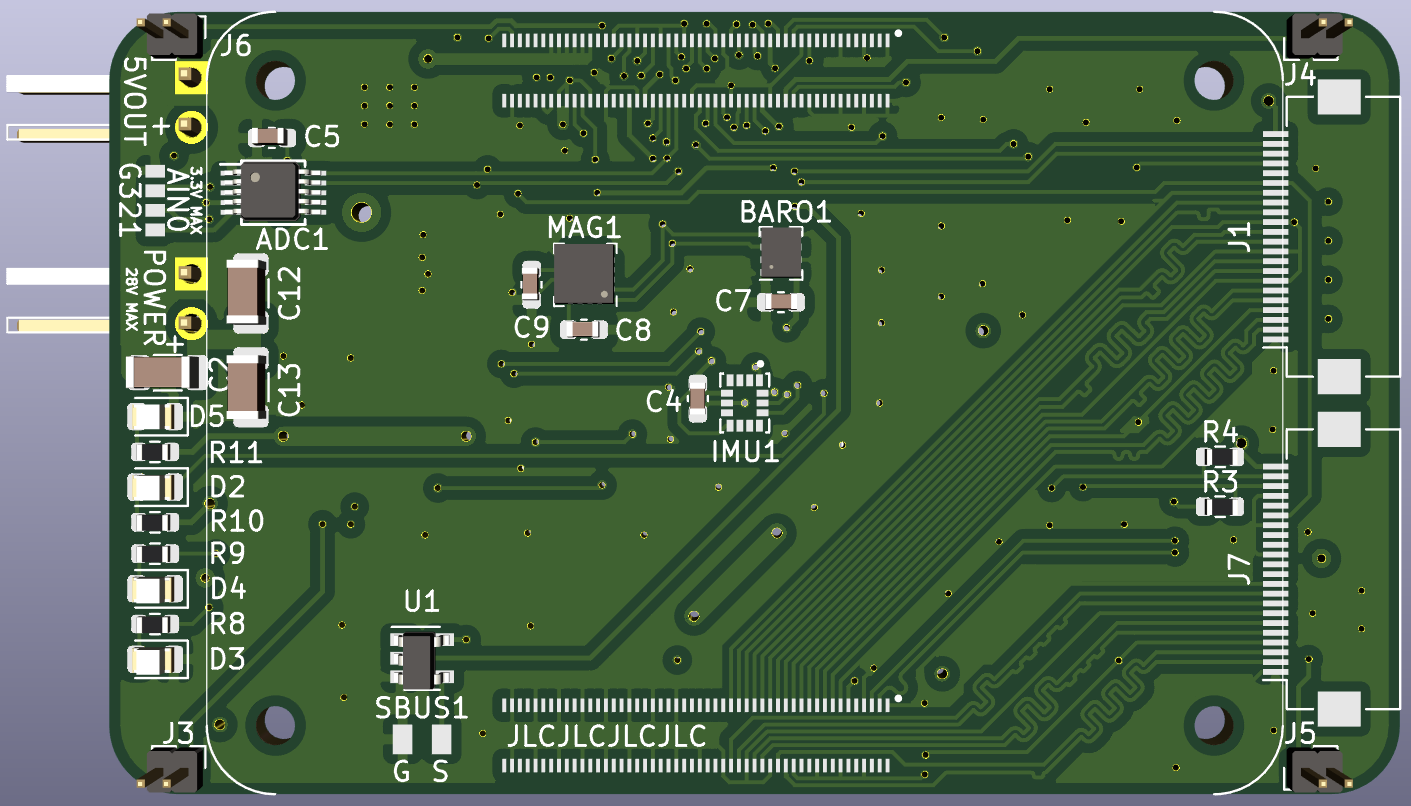 J6
J4
5VOUT
+
C5
G321
AIN0
3.3V MAX
ADC1
MAG1
BARO1
J1
POWER
28V MAX
+
C12
C9
C8
C7
C2
C13
C4
IMU1
D5
R11
D2
R10
R9
D4
R8
D3
R4
R3
J7
U1
SBUS1
JLCJLCJLCJLC
G S
J3
J5